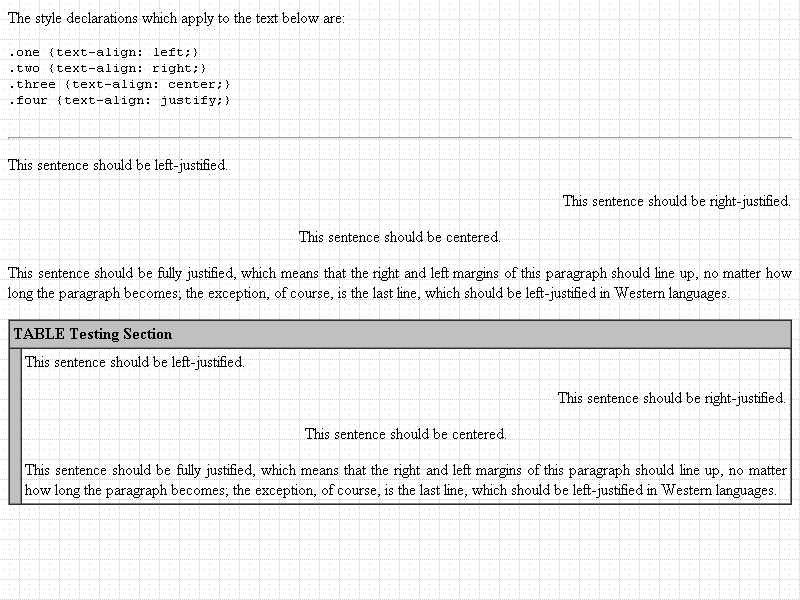 The style declarations which apply to the text below are:
.one {text-align: left;}
.two {text-align: right;}
.three {text-align: center;}
.four {text-align: justify;}
This sentence should be left-justified.
This sentence should be right-justified.
This sentence should be centered.
This sentence should be fully justified, which means that the right and left margins of this paragraph should line up, no matter how
long the paragraph becomes; the exception, of course, is the last line, which should be left-justified in Western languages.
TABLE Testing Section
This sentence should be left-justified.
This sentence should be right-justified.
This sentence should be centered.
This sentence should be fully justified, which means that the right and left margins of this paragraph should line up, no matter
how long the paragraph becomes; the exception, of course, is the last line, which should be left-justified in Western languages.